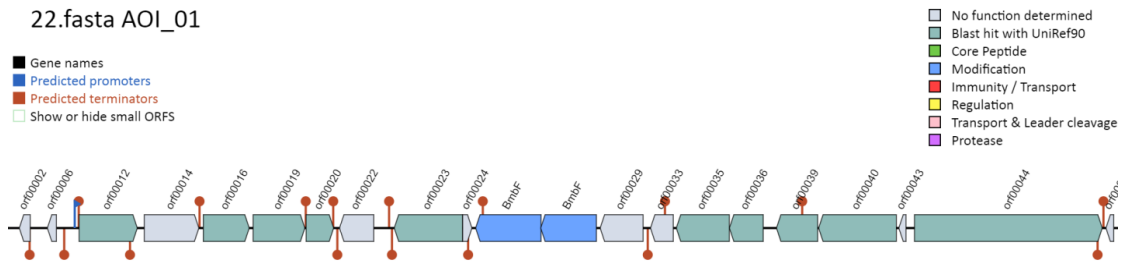 22.fasta AOI_01
Gene names
Predicted promoters
Predicted terminators
Show or hide small ORFS
No function determined
Blast hit with UniRef90
Core Peptide
Modification
Immunity / Transport
Regulation
Transport & Leader cleavage
Protease
orf00002 orf00006 orf00012 orf00014 orf00016 orf00019 orf00020 orf00022 orf00023 orf00024 BmbF BmbF orf00029 orf00033 orf00035 orf00036 orf00039 orf00040 orf00043 orf00044